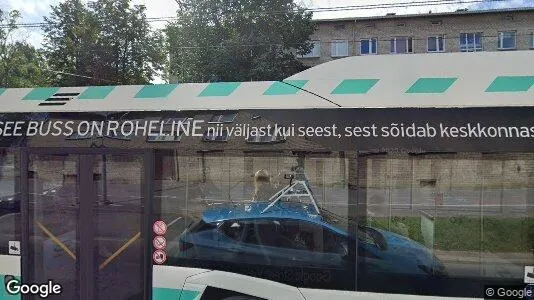 SEE BUSS ON ROHELINE nii väljast kui seest, sest sõidab keskkonnas
Google
Google